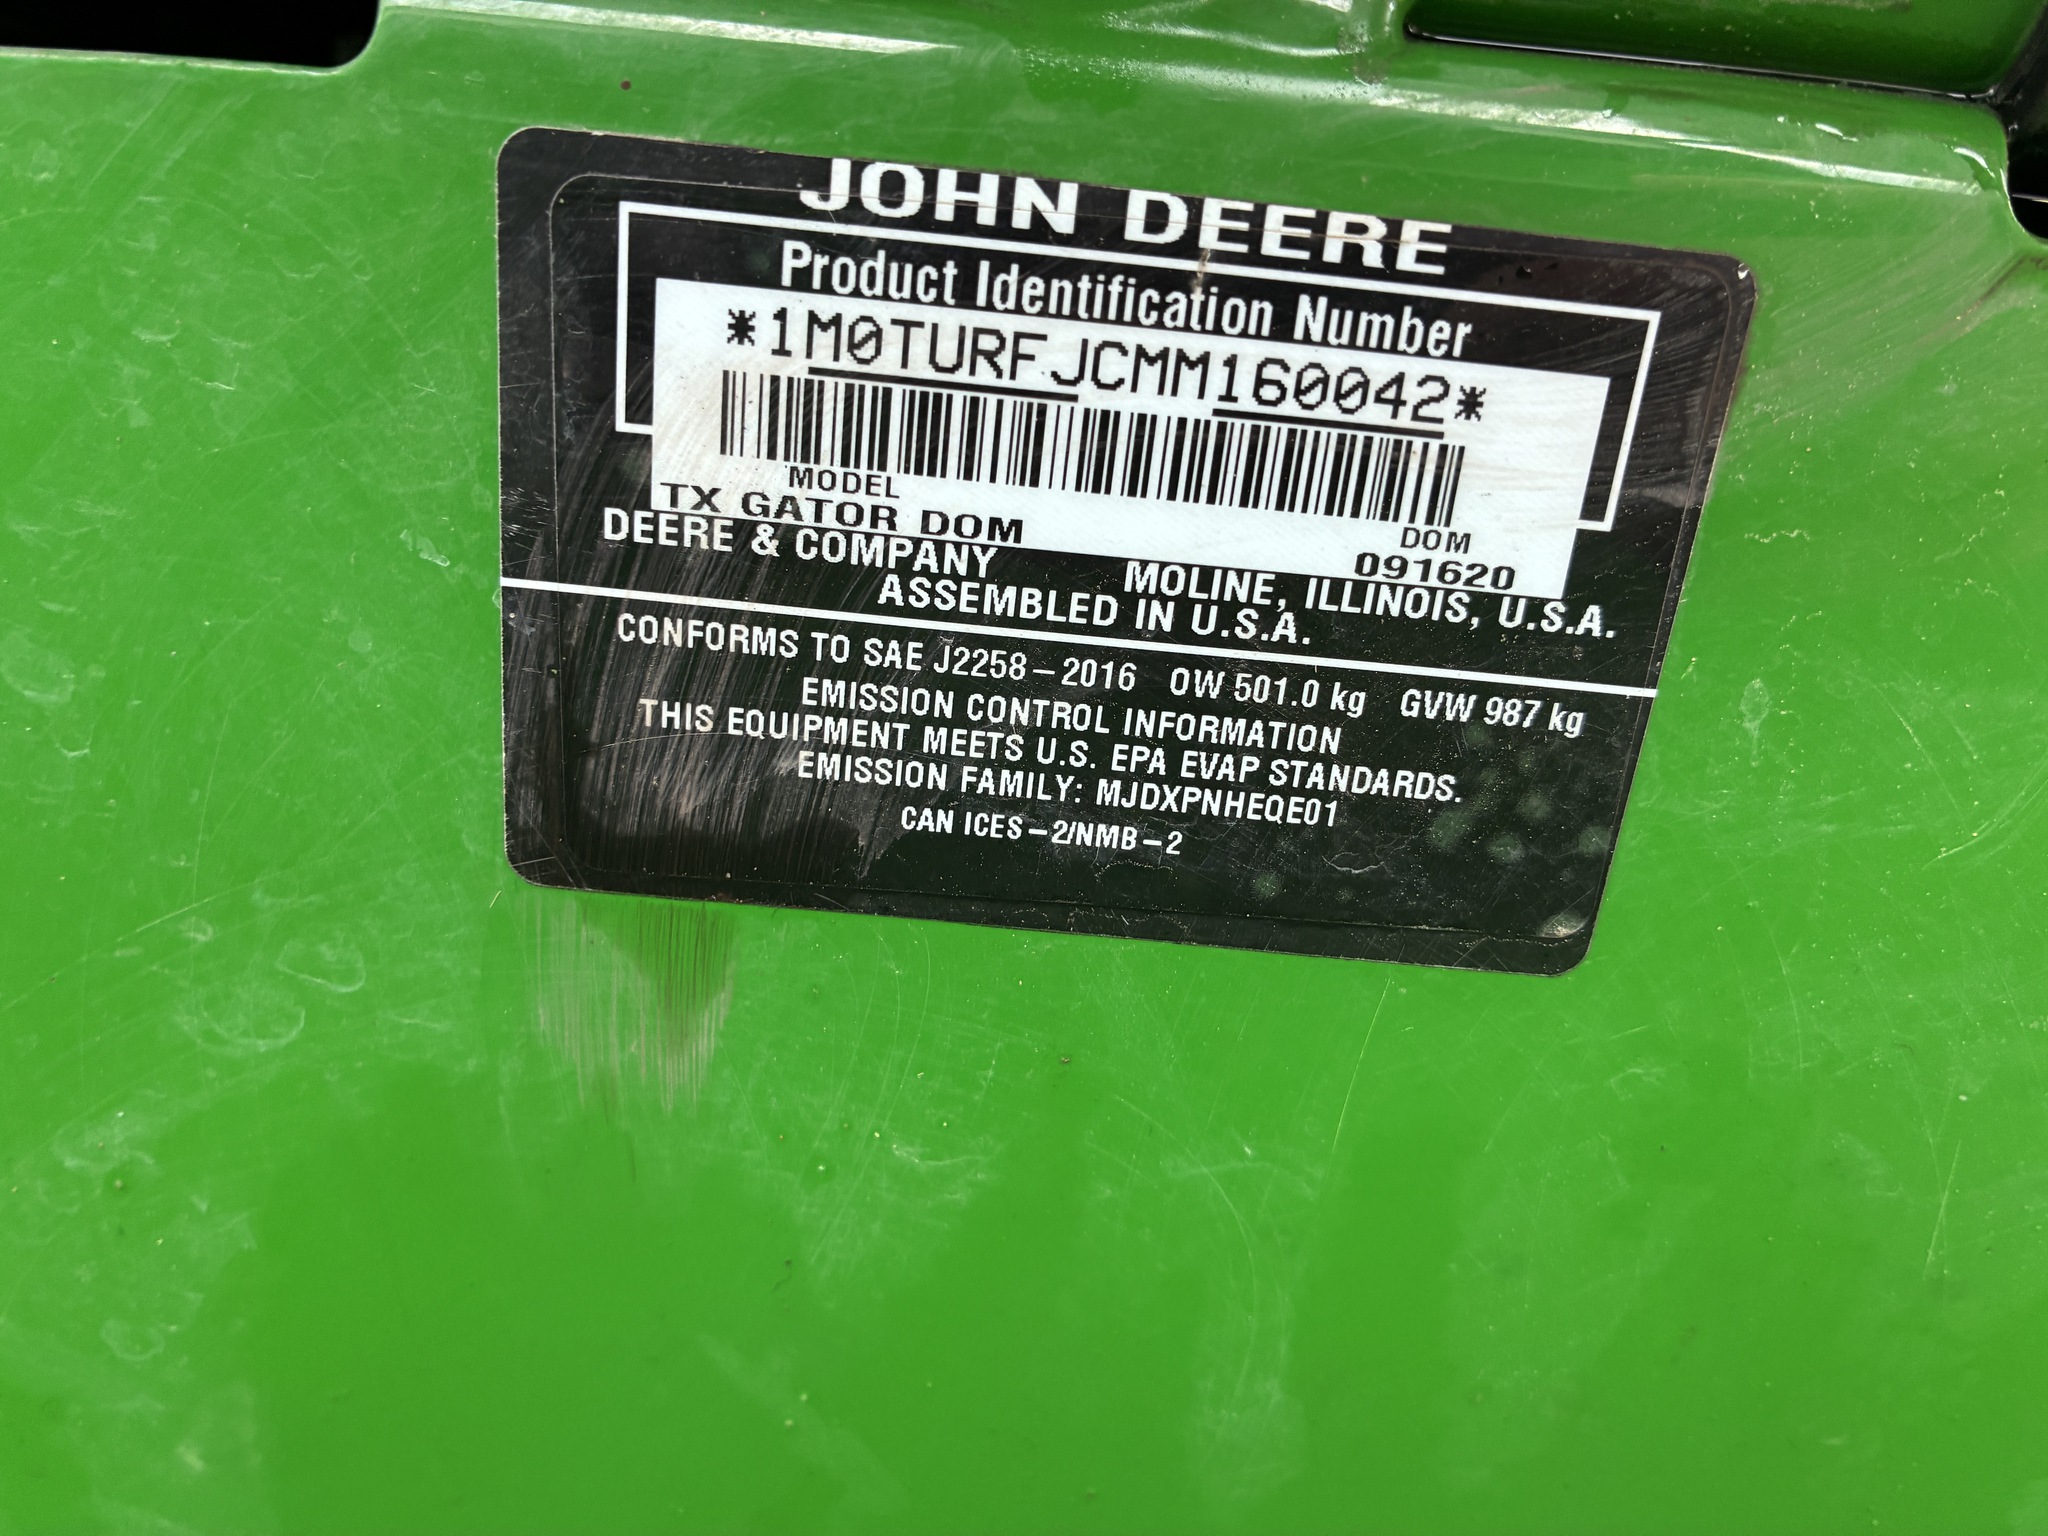 JOHN DEERE
Product Identification Number
*1M0TURFJCMM160042*
MODEL
TX GATOR DOM
DOM
091620
DEERE & COMPANY MOLINE, ILLINOIS, U.S.A.
ASSEMBLED IN U.S.A.
CONFORMS TO SAE J2258-2016 OW 501.0 kg GVW 987 kg
EMISSION CONTROL INFORMATION
THIS EQUIPMENT MEETS U.S. EPA EVAP STANDARDS.
EMISSION FAMILY: MJDXPNHEQE01
CAN ICES-2/NMB-2